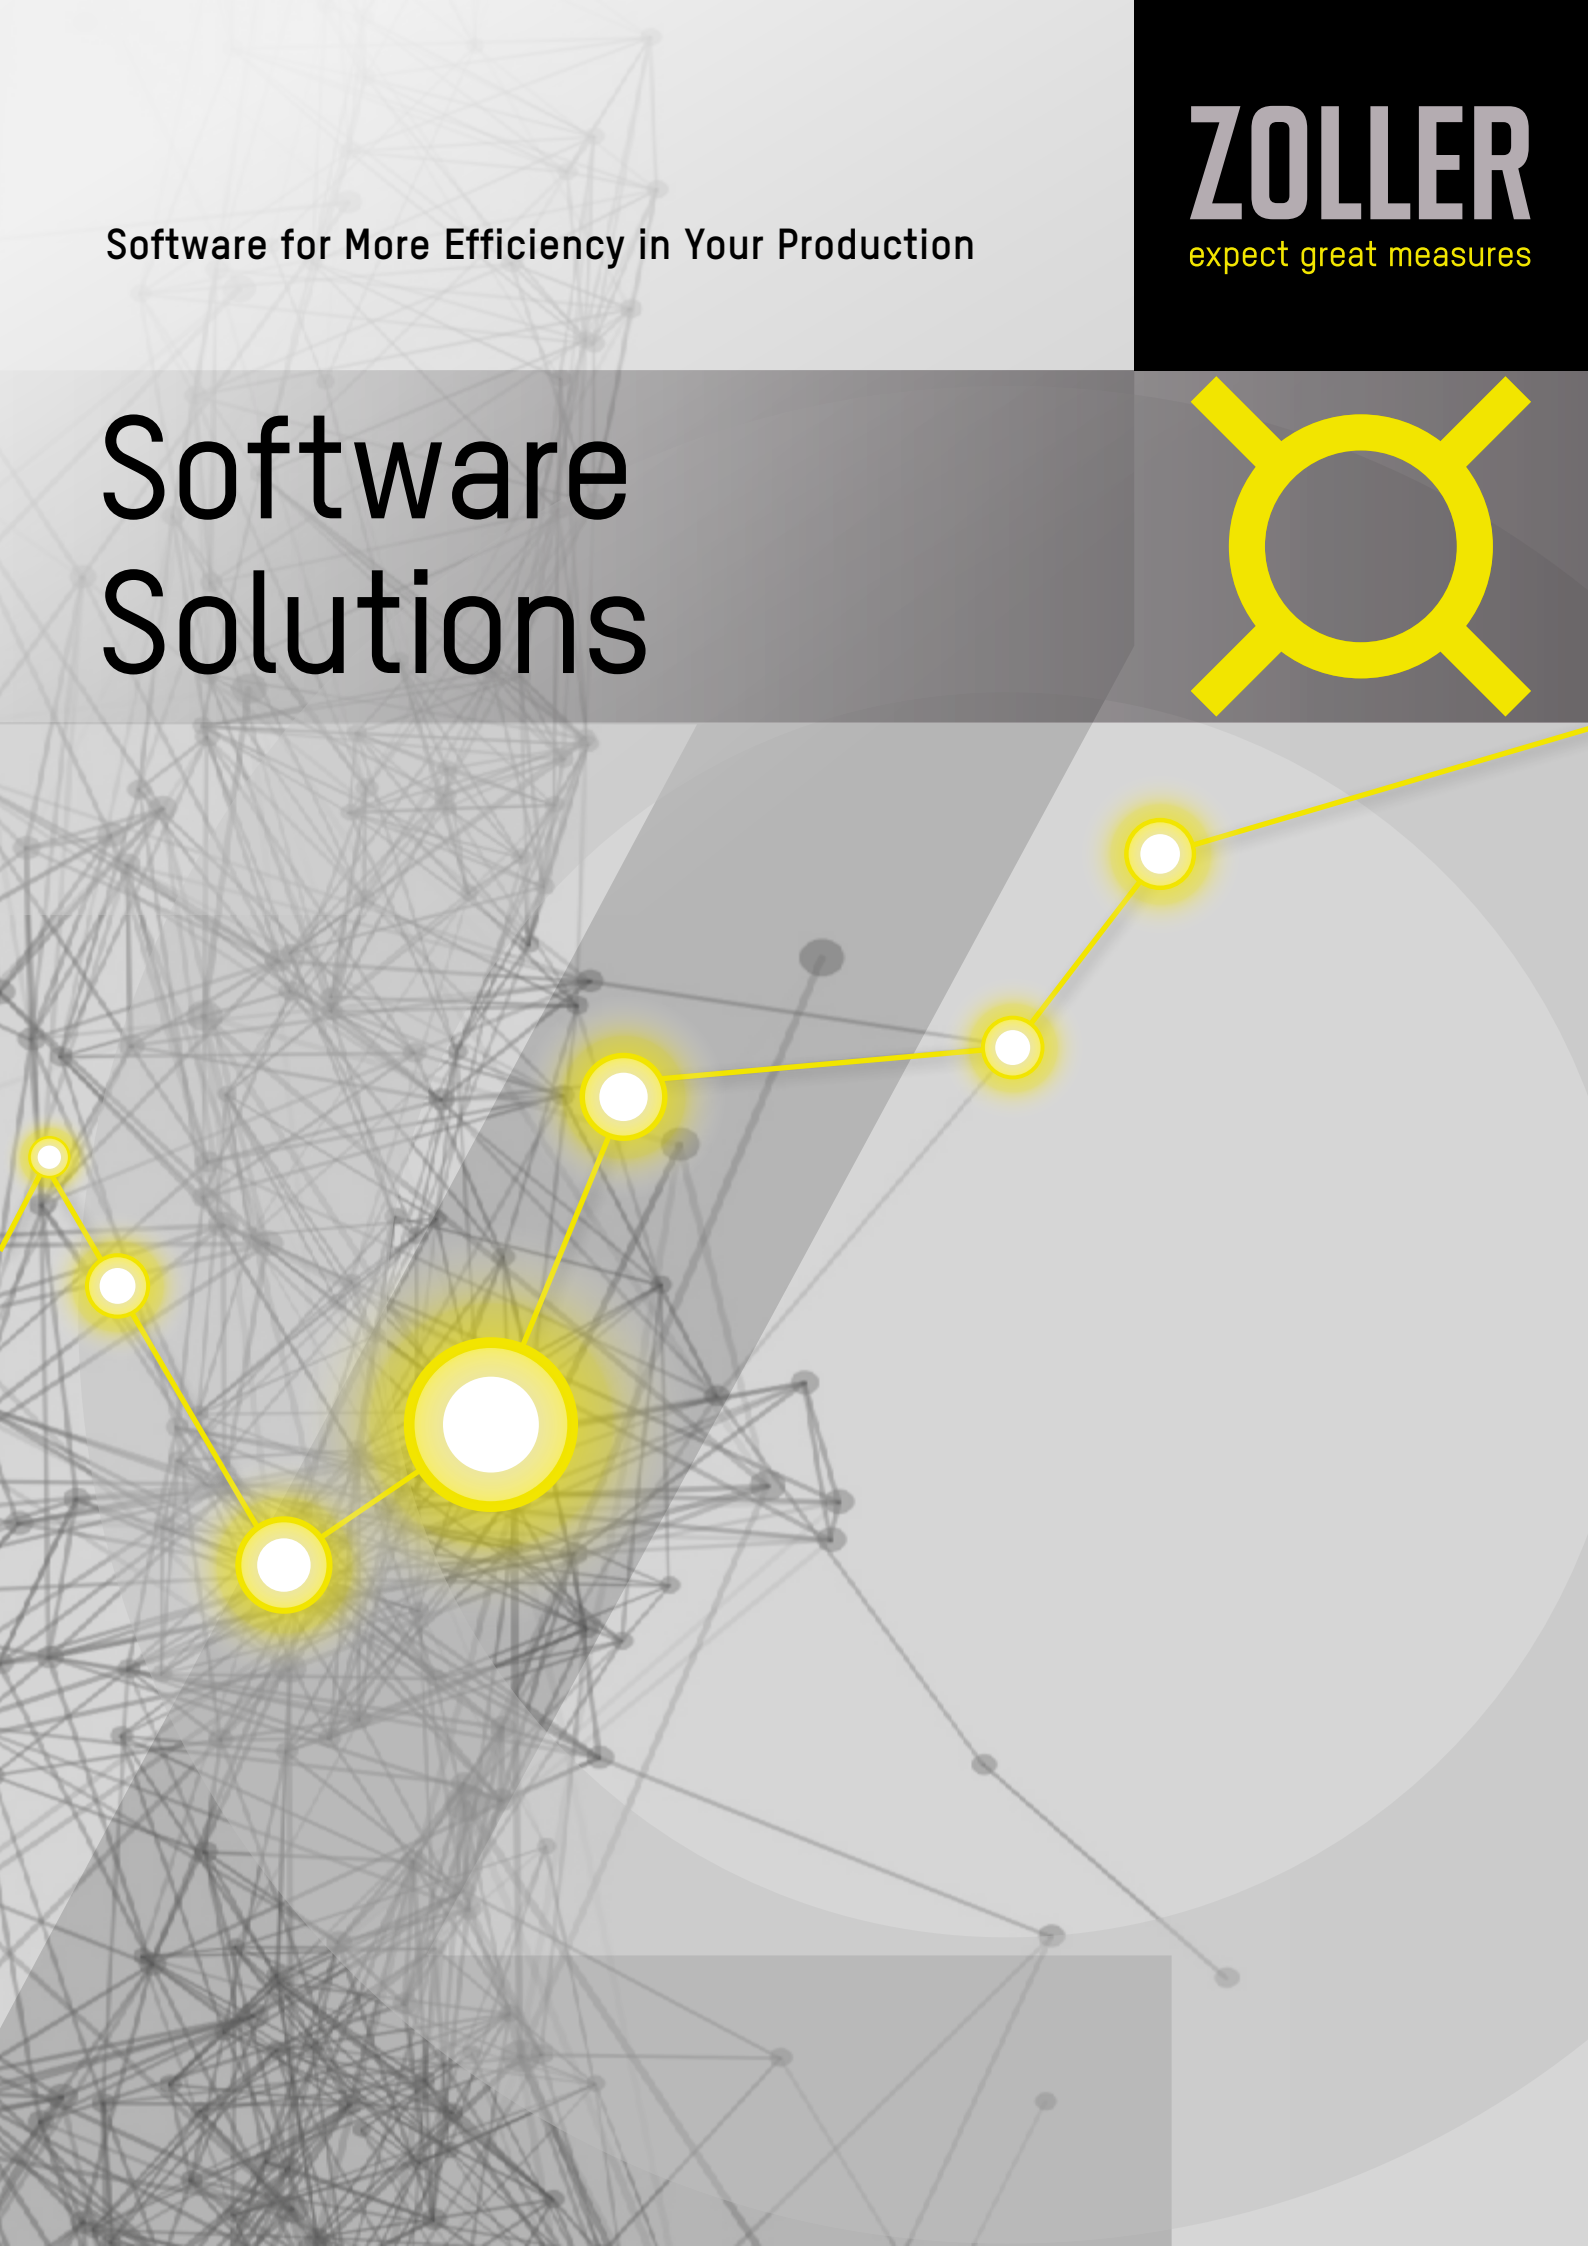 ZOLLER
expect great measures
Software for More Efficiency in Your Production
Software
Solutions